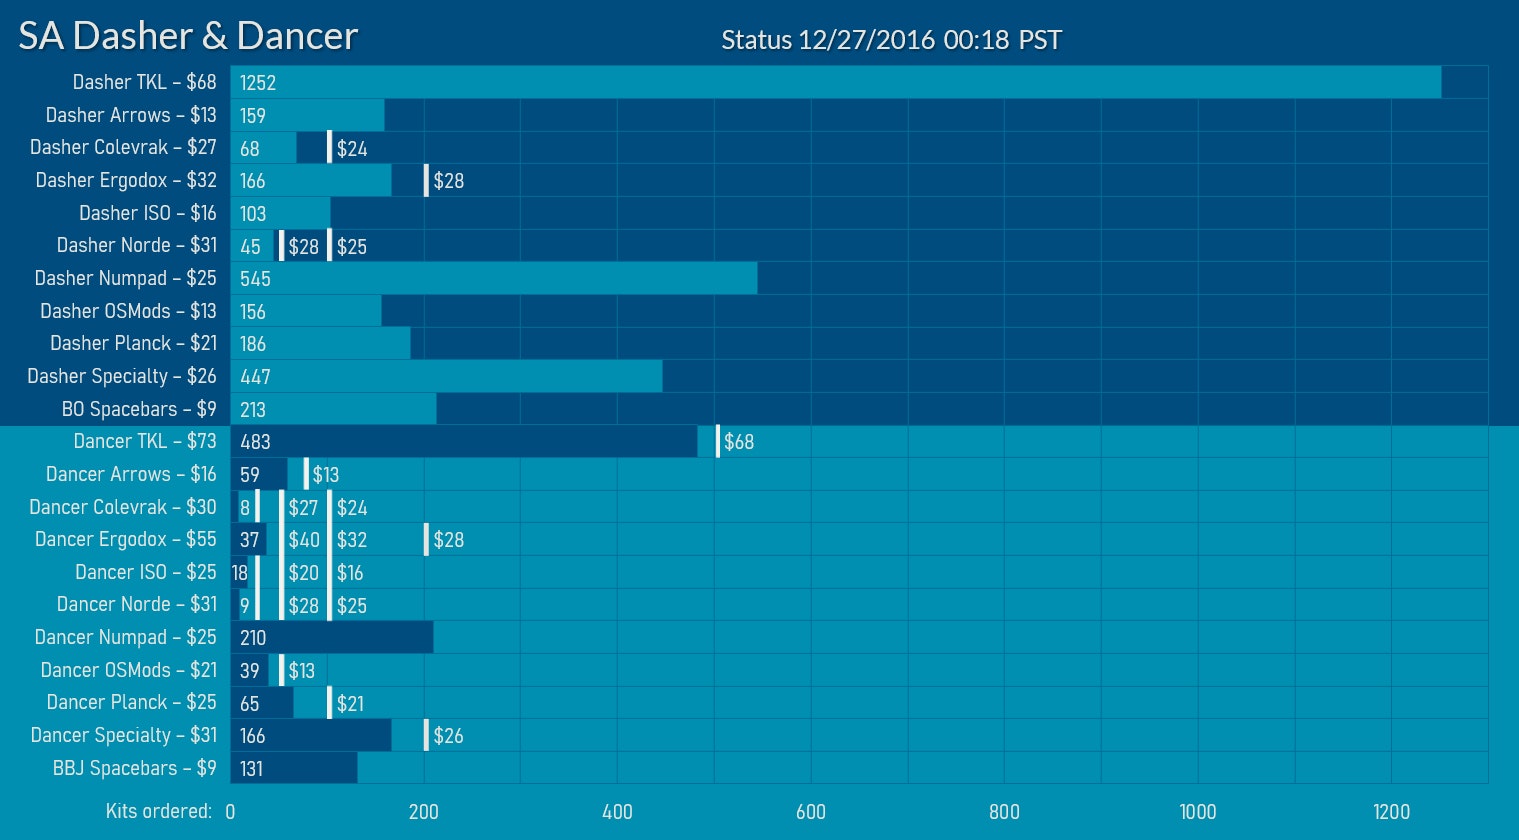 SA Dasher & Dancer Status 12/27/2016 00:18 PST
Dasher TKL – $68 1252
Dasher Arrows – $13 159
Dasher Colevrak – $27 68 $24
Dasher Ergodox – $32 166 $28
Dasher ISO – $16 103
Dasher Norde – $31 45 $28 $25
Dasher Numpad – $25 545
Dasher OSMods – $13 156
Dasher Planck – $21 186
Dasher Specialty – $26 447
BO Spacebars – $9 213
Dancer TKL – $73 483 $68
Dancer Arrows – $16 59 $13
Dancer Colevrak – $30 8 $27 $24
Dancer Ergodox – $55 37 $40 $32 $28
Dancer ISO – $25 18 $20 $16
Dancer Norde – $31 9 $28 $25
Dancer Numpad – $25 210
Dancer OSMods – $21 39 $13
Dancer Planck – $25 65 $21
Dancer Specialty – $31 166 $26
BBJ Spacebars – $9 131
Kits ordered: 0 200 400 600 800 1000 1200